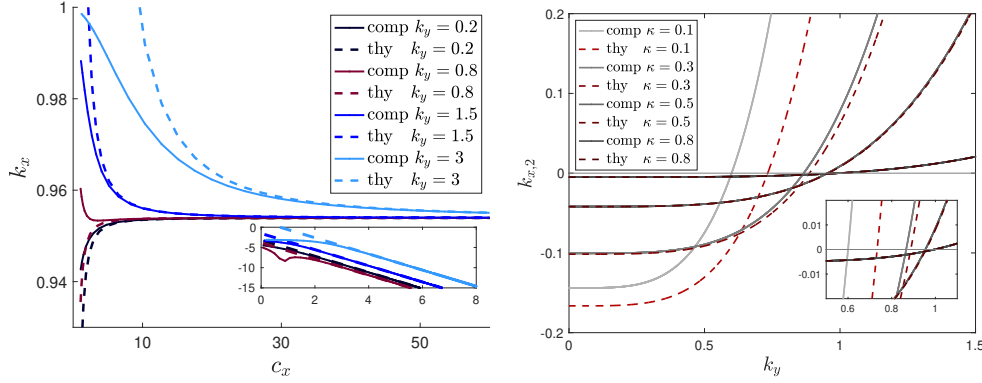 1
0.98
0.96
0.94
k_x
10
30
50
c_x
comp k_y = 0.2
thy k_y = 0.2
comp k_y = 0.8
thy k_y = 0.8
comp k_y = 1.5
thy k_y = 1.5
comp k_y = 3
thy k_y = 3
0
-5
-10
-15
0 2 4 6 8
0.2
0.1
0
-0.1
-0.2
k_{x,2}
0 0.5 1 1.5
k_y
comp κ = 0.1
thy κ = 0.1
comp κ = 0.3
thy κ = 0.3
comp κ = 0.5
thy κ = 0.5
comp κ = 0.8
thy κ = 0.8
0.01
0
-0.01
0.6 0.8 1